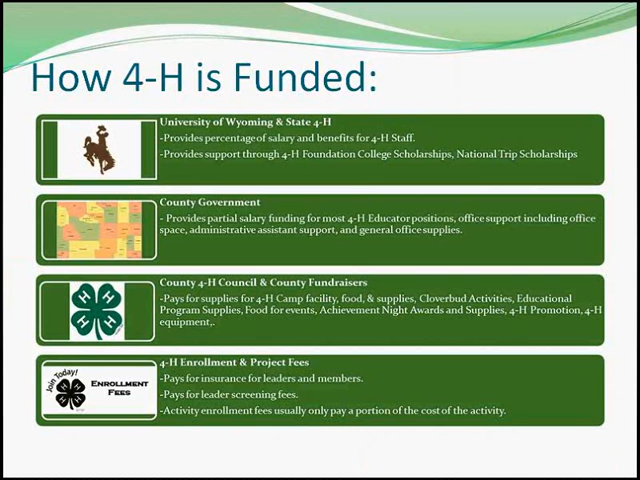 How 4-H is Funded:
University of Wyoming & State 4-H
-Provides percentage of salary and benefits for 4-H Staff.
-Provides support through 4-H Foundation College Scholarships, National Trip Scholarships
County Government
- Provides partial salary funding for most 4-H Educator positions, office support including office
space, administrative assistant support, and general office supplies.
County 4-H Council & County Fundraisers
-Pays for supplies for 4-H Camp facility, food, & supplies, Cloverbud Activities, Educational
Program Supplies, Food for events, Achievement Night Awards and Supplies, 4-H Promotion, 4-H
equipment,.
H H
H H
4-H Enrollment & Project Fees
-Pays for insurance for leaders and members.
-Pays for leader screening fees.
-Activity enrollment fees usually only pay a portion of the cost of the activity.
Join Today!
H H
H H
Enrollment
Fees